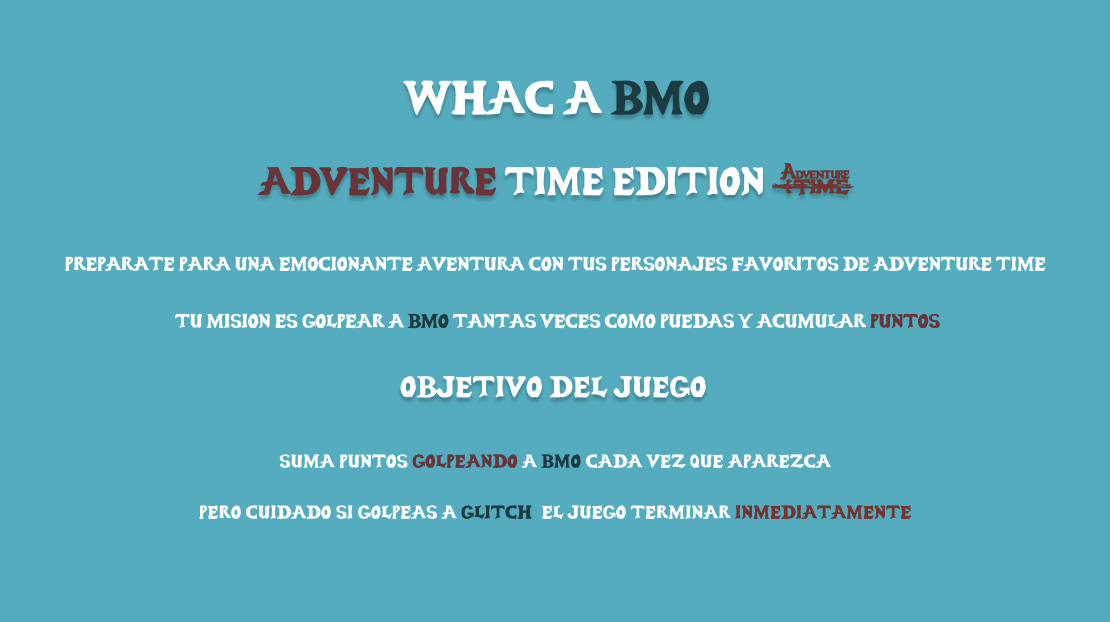 WHAC A BMO
ADVENTURE TIME EDITION ADVENTURE TIME
PREPARATE PARA UNA EMOCIONANTE AVENTURA CON TUS PERSONAJES FAVORITOS DE ADVENTURE TIME
TU MISION ES GOLPEAR A BMO TANTAS VECES COMO PUEDAS Y ACUMULAR PUNTOS
OBJETIVO DEL JUEGO
SUMA PUNTOS GOLPEANDO A BMO CADA VEZ QUE APAREZCA
PERO CUIDADO SI GOLPEAS A GLITCH EL JUEGO TERMINAR INMEDIATAMENTE